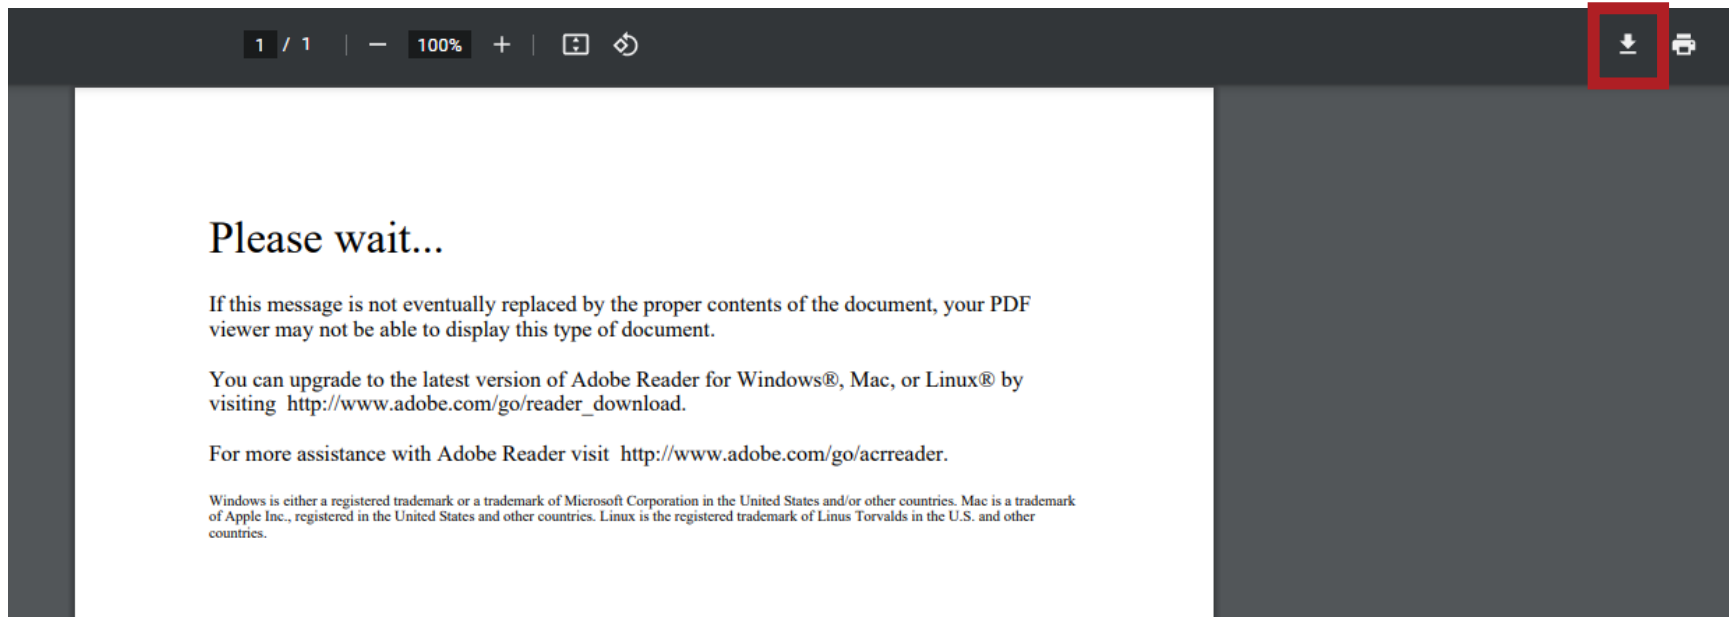 1 / 1 | − 100% + |
Please wait...
If this message is not eventually replaced by the proper contents of the document, your PDF
viewer may not be able to display this type of document.
You can upgrade to the latest version of Adobe Reader for Windows®, Mac, or Linux® by
visiting  http://www.adobe.com/go/reader_download.
For more assistance with Adobe Reader visit  http://www.adobe.com/go/acrreader.
Windows is either a registered trademark or a trademark of Microsoft Corporation in the United States and/or other countries. Mac is a trademark
of Apple Inc., registered in the United States and other countries. Linux is the registered trademark of Linus Torvalds in the U.S. and other
countries.